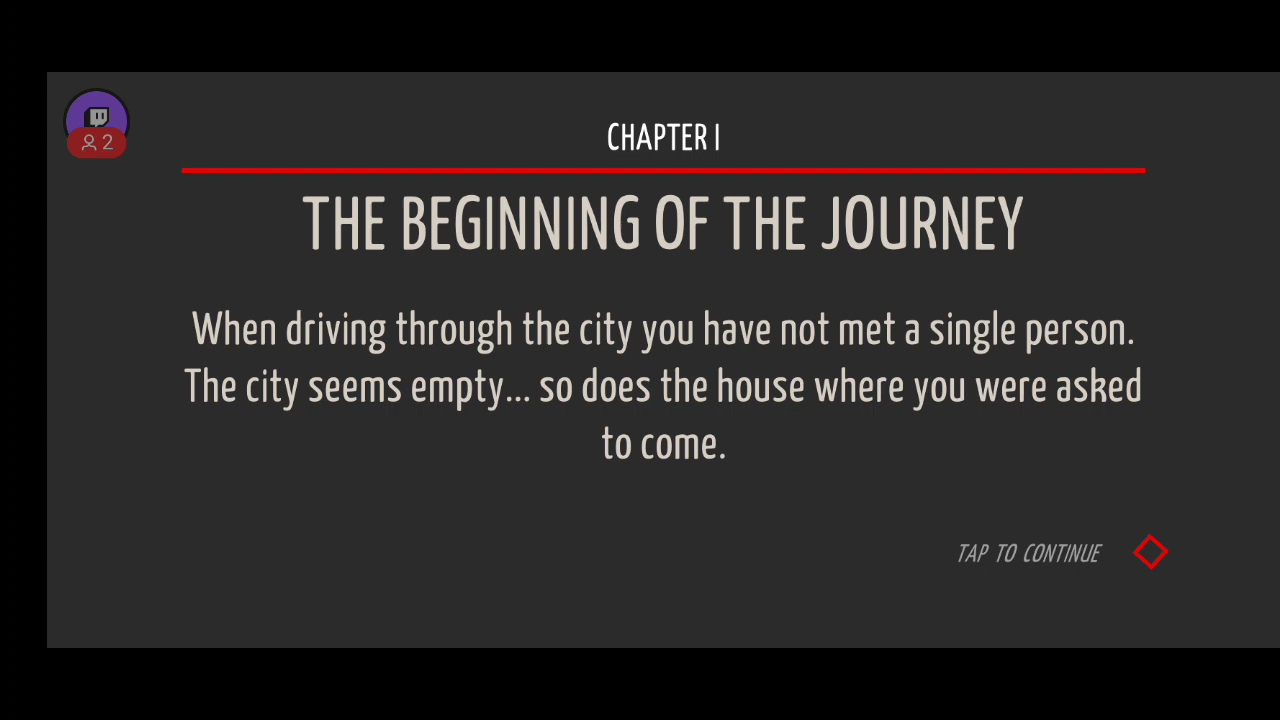 2
CHAPTER I
THE BEGINNING OF THE JOURNEY
When driving through the city you have not met a single person.
The city seems empty... so does the house where you were asked
to come.
TAP TO CONTINUE